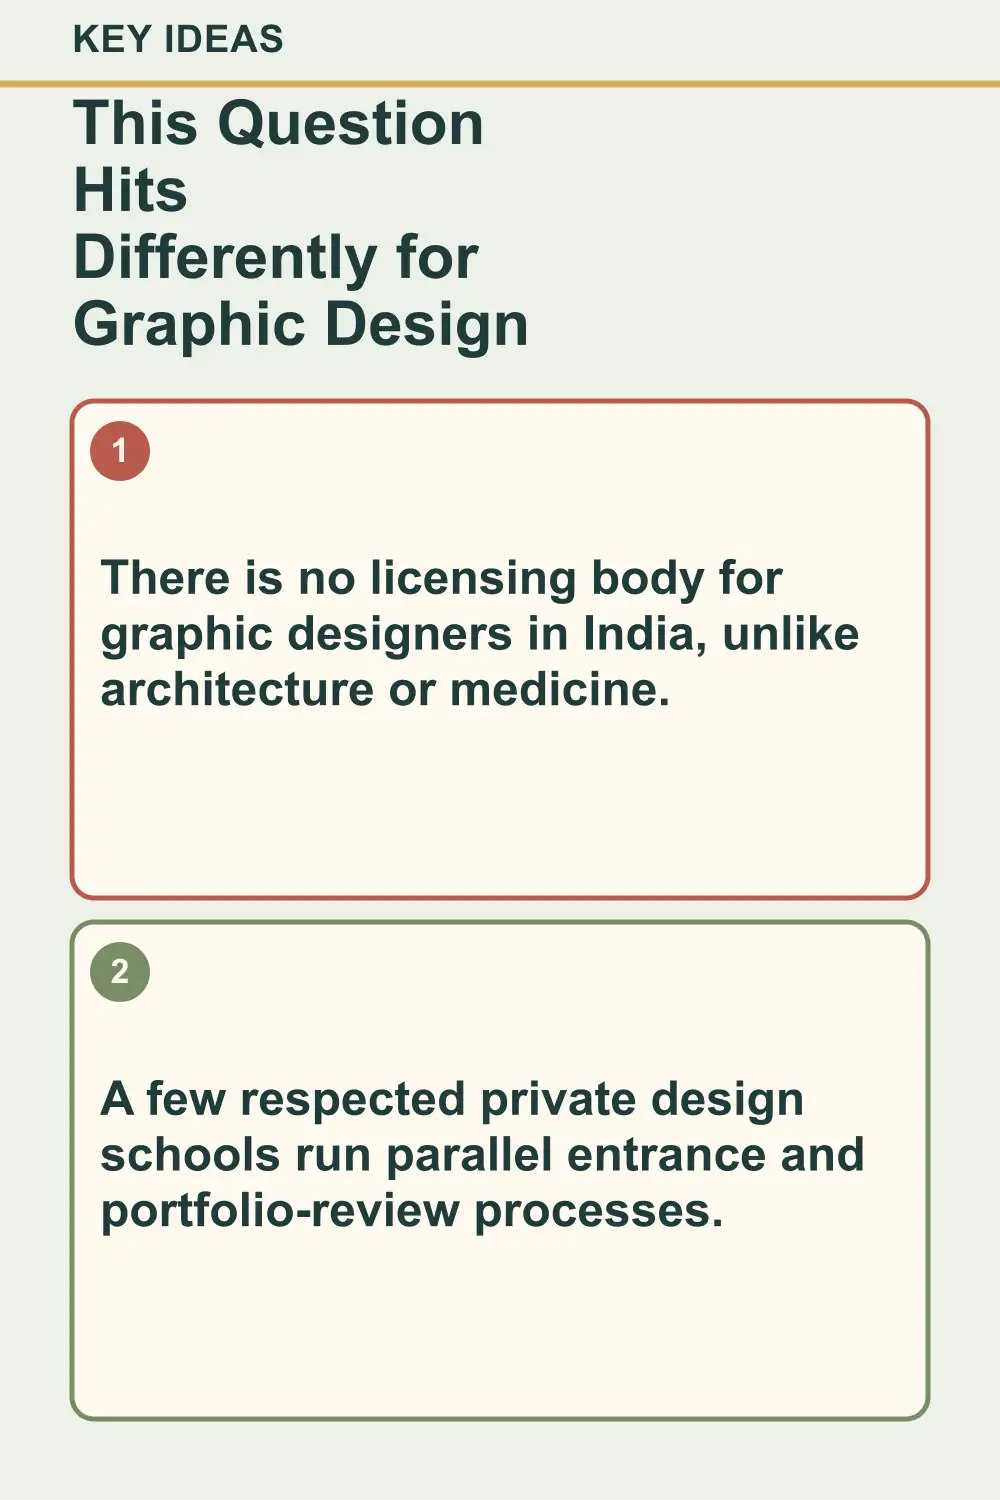 KEY IDEAS
This Question
Hits
Differently for
Graphic Design
1
There is no licensing body for
graphic designers in India, unlike
architecture or medicine.
2
A few respected private design
schools run parallel entrance and
portfolio-review processes.